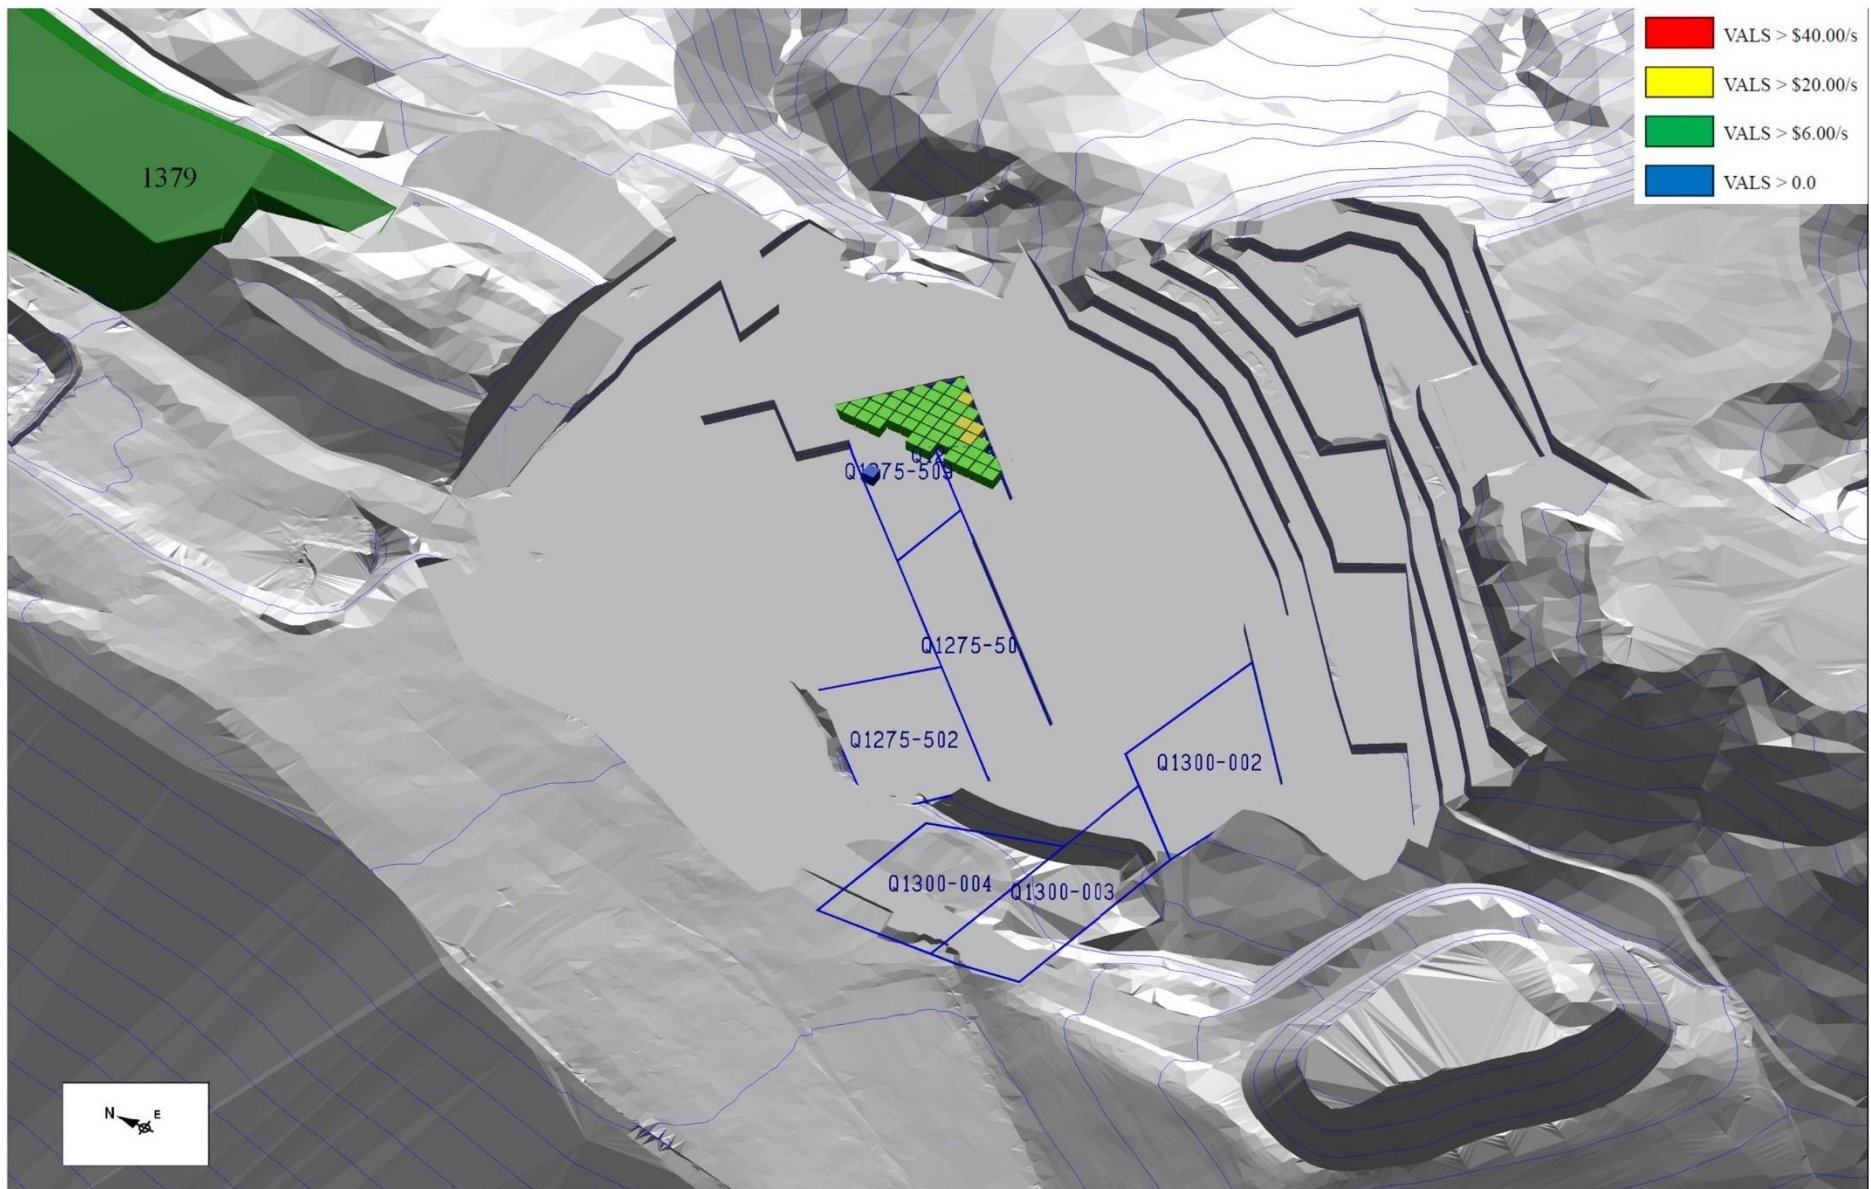 VALS > $40.00/s
VALS > $20.00/s
VALS > $6.00/s
VALS > 0.0
1379
Q1275-509
Q1275-50
Q1275-502
Q1300-002
Q1300-004
Q1300-003
N
E